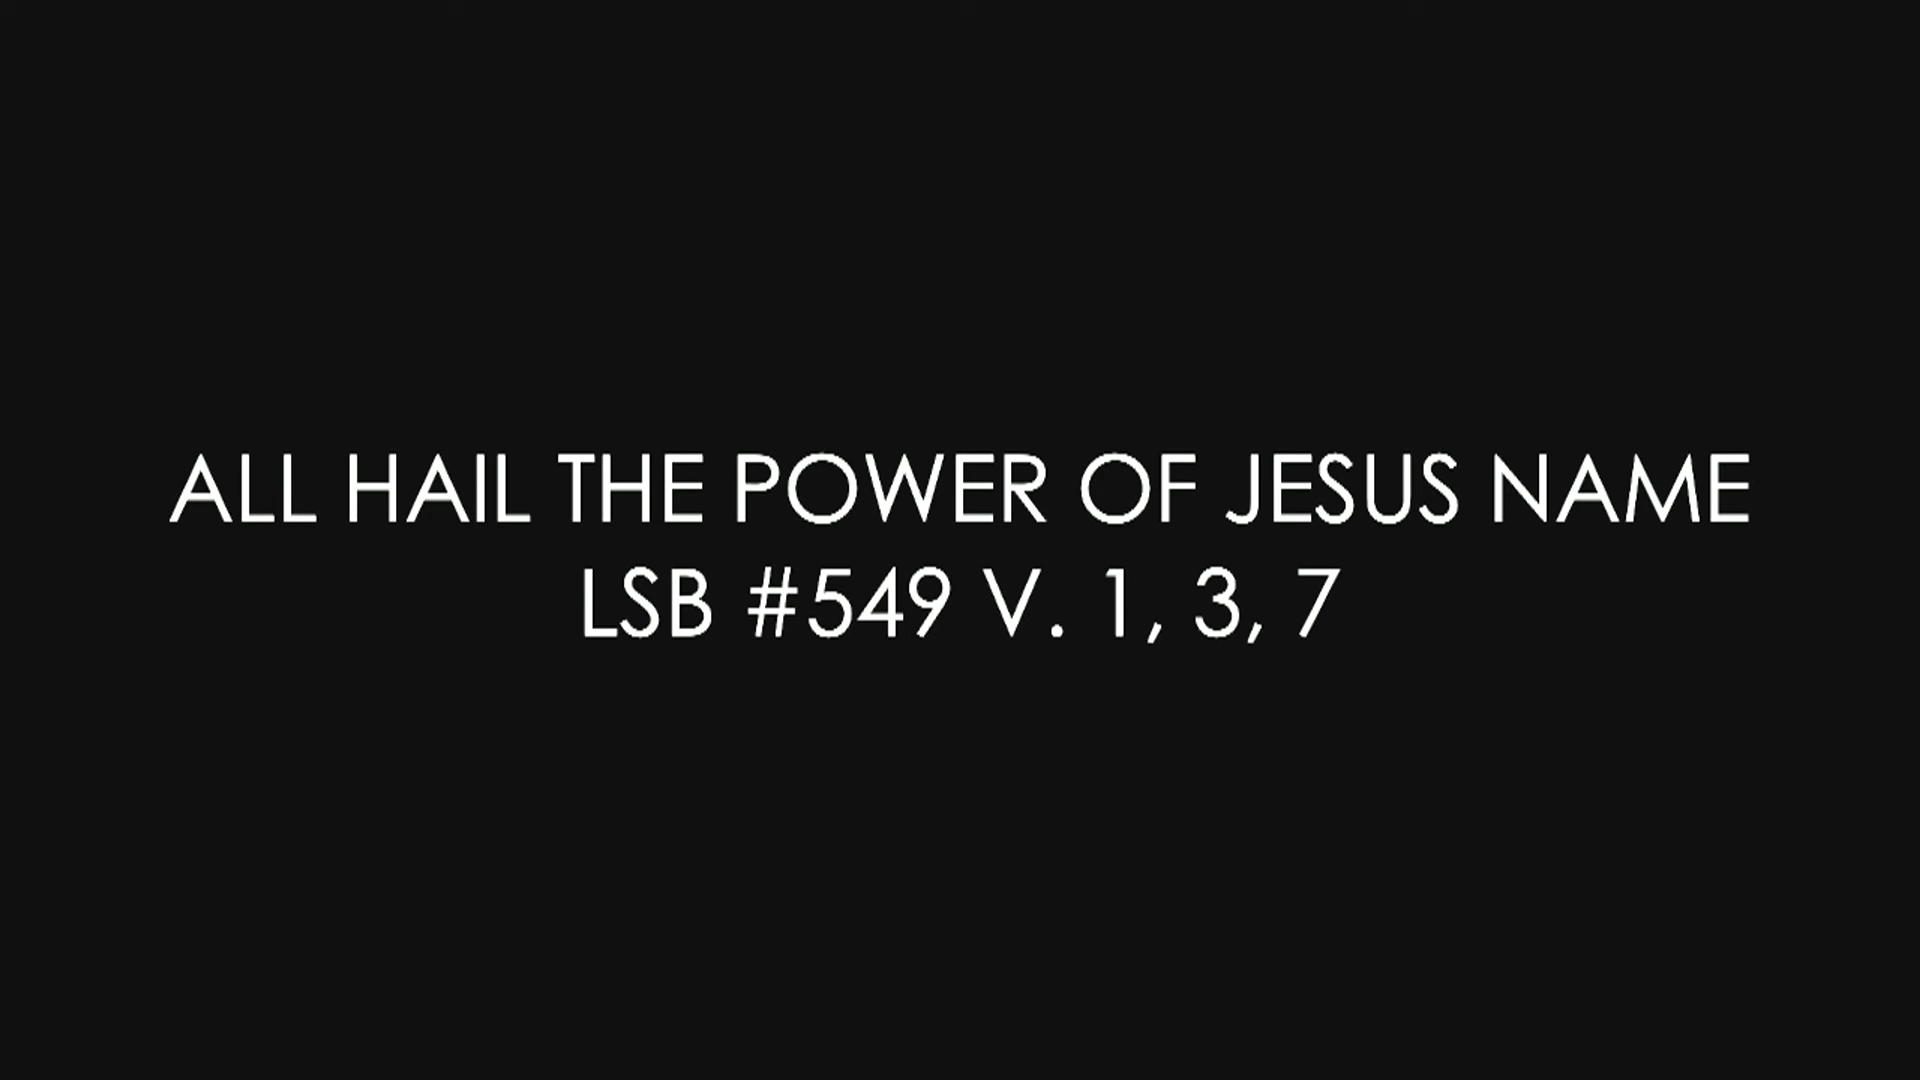 ALL HAIL THE POWER OF JESUS NAME
LSB #549 V. 1, 3, 7